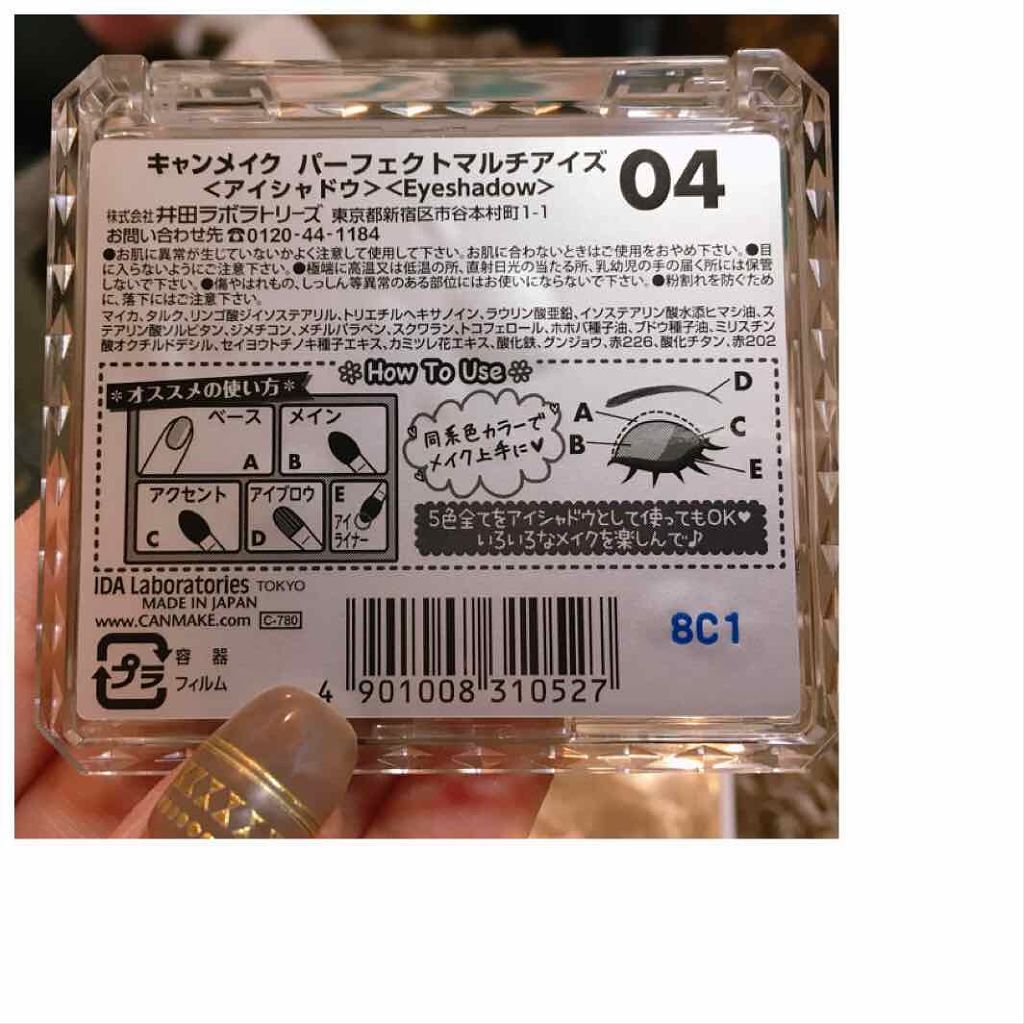 キャンメイク パーフェクトマルチアイズ 04
<アイシャドウ><Eyeshadow>
株式会社 井田ラボラトリーズ 東京都新宿区市谷本村町1-1
お問い合わせ先☎0120-44-1184
●お肌に異常が生じていないかよく注意して使用して下さい。お肌に合わないときはご使用をおやめ下さい。●目
に入らないようにご注意下さい。●極端に高温又は低温の所、直射日光の当たる所、乳幼児の手の届く所には保管
しないで下さい。●傷やはれもの、しっしん等異常のある部位にはお使いにならないで下さい。●粉割れを防ぐため
に、落下にはご注意下さい。
マイカ、タルク、リンゴ酸ジイソステアリル、トリエチルヘキサノイン、ラウリン酸亜鉛、イソステアリン酸水添ヒマシ油、ス
テアリン酸ソルビタン、ジメチコン、メチルパラベン、スクワラン、トコフェロール、ホホバ種子油、ブドウ種子油、ミリスチン
酸オクチルドデシル、セイヨウトチノキ種子エキス、カミツレ花エキス、酸化鉄、グンジョウ、赤226、酸化チタン、赤202
How To Use
*オススメの使い方*
ベース
A
メイン
B
アクセント
C
アイブロウ
D
E
アイ
ライナー
同系色カラーで
メイク上手に♥
A
B
D
C
E
5色全てをアイシャドウとして使ってもOK♥
いろいろなメイクを楽しんで♪
IDA Laboratories TOKYO
MADE IN JAPAN
www.CANMAKE.com C-780
プラ
容 器
フィルム
4 901008 310527
8C1